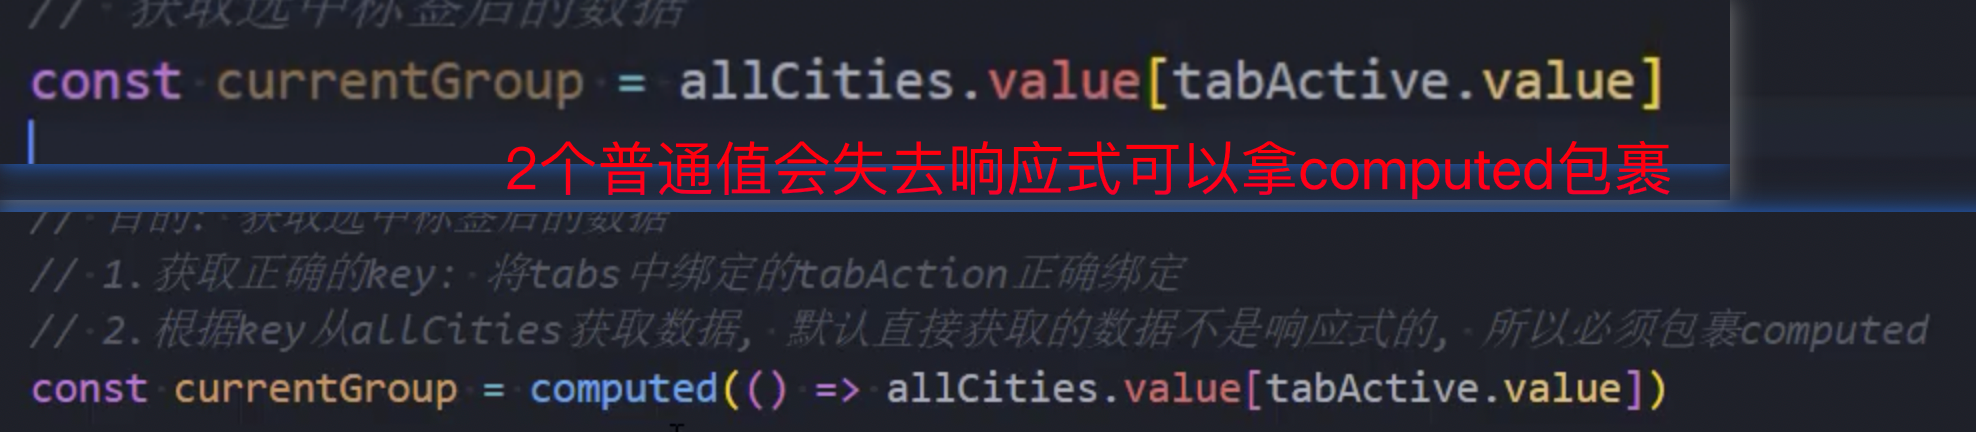 // 获取选中标签后的数据
const currentGroup = allCities.value[tabActive.value]
2个普通值会失去响应式可以拿computed包裹
// 目的: 获取选中标签后的数据
// 1.获取正确的key: 将tabs中绑定的tabAction正确绑定
// 2.根据key从allCities获取数据, 默认直接获取的数据不是响应式的, 所以必须包裹computed
const currentGroup = computed(() => allCities.value[tabActive.value])